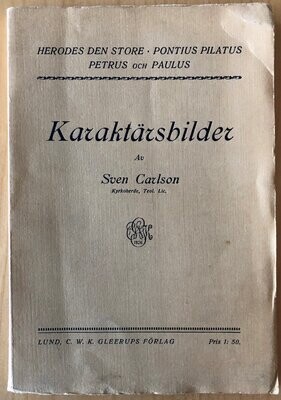 HERODES DEN STORE · PONTIUS PILATUS
PETRUS OCH PAULUS
Karaktärsbilder
Av
Sven Carlson
Kyrkoherde, Teol. Lic.
LUND, C. W. K. GLEERUPS FÖRLAG Pris 1: 50,